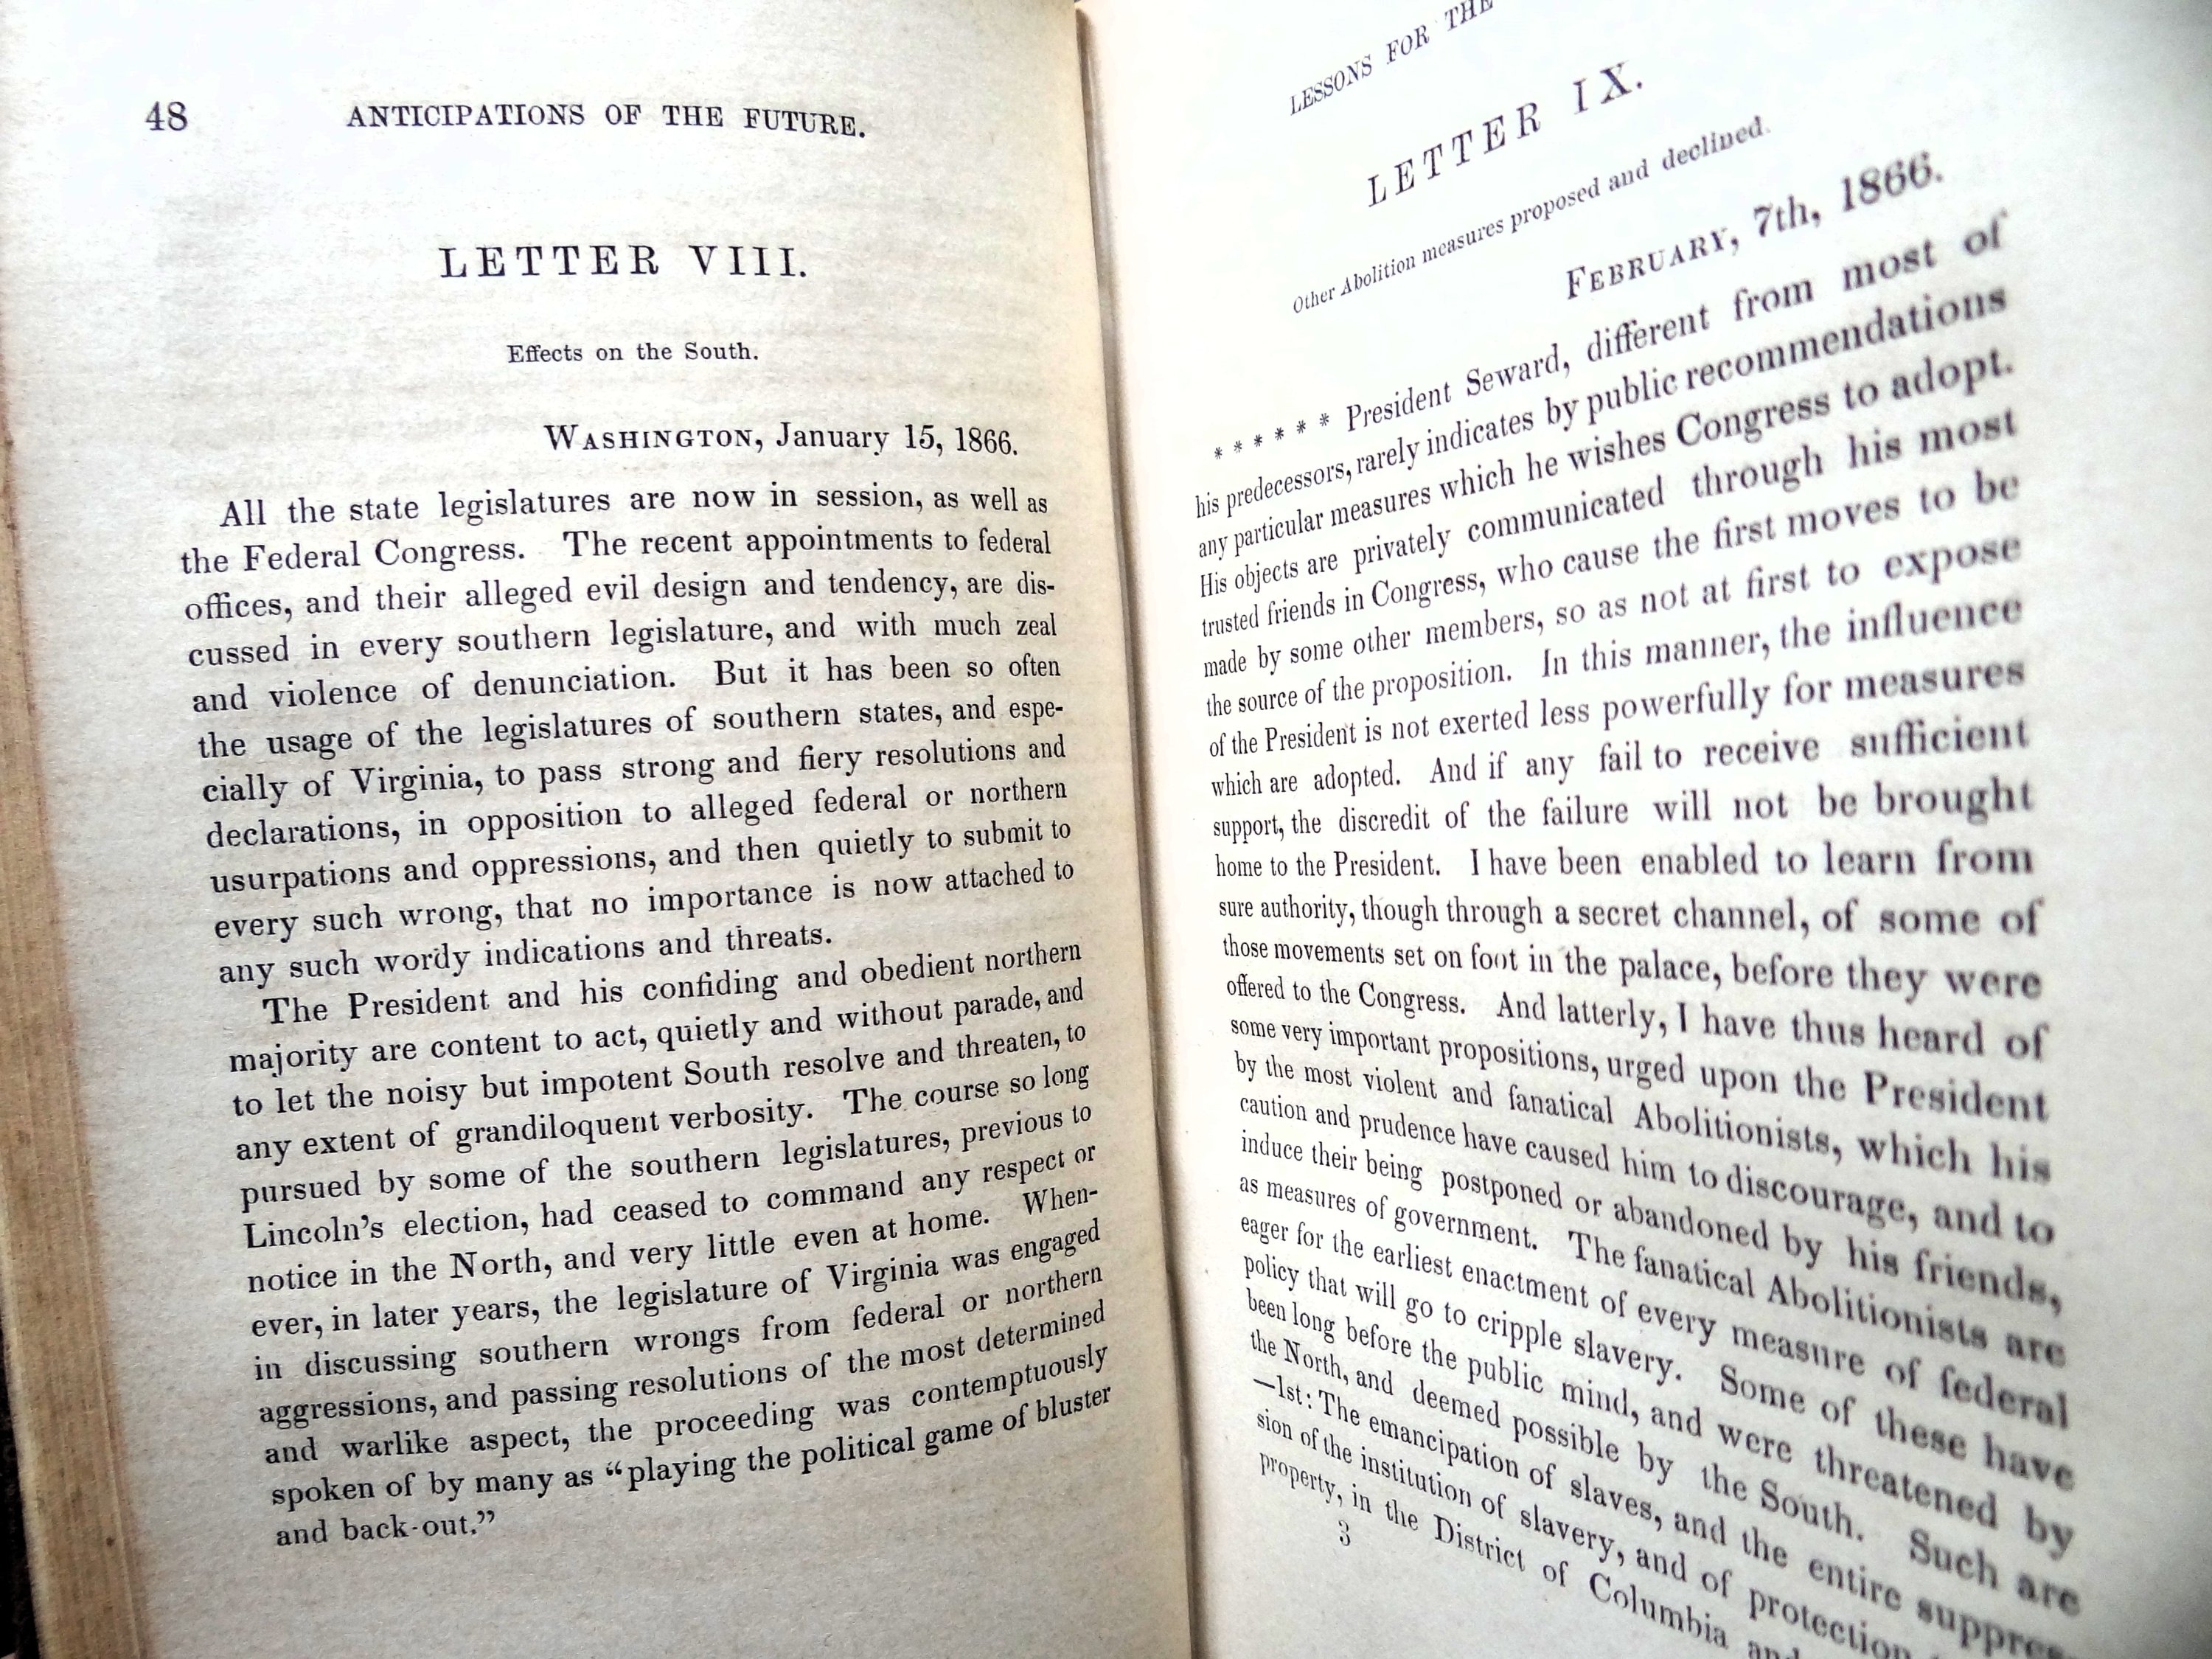 48 ANTICIPATIONS OF THE FUTURE.
LETTER VIII.
Effects on the South.
WASHINGTON, January 15, 1866.
All the state legislatures are now in session, as well as
the Federal Congress. The recent appointments to federal
offices, and their alleged evil design and tendency, are dis-
cussed in every southern legislature, and with much zeal
and violence of denunciation. But it has been so often
the usage of the legislatures of southern states, and espe-
cially of Virginia, to pass strong and fiery resolutions and
declarations, in opposition to alleged federal or northern
usurpations and oppressions, and then quietly to submit to
every such wrong, that no importance is now attached to
any such wordy indications and threats.
The President and his confiding and obedient northern
majority are content to act, quietly and without parade, and
to let the noisy but impotent South resolve and threaten, to
any extent of grandiloquent verbosity. The course so long
pursued by some of the southern legislatures, previous to
Lincoln's election, had ceased to command any respect or
notice in the North, and very little even at home. When-
ever, in later years, the legislature of Virginia was engaged
in discussing southern wrongs from federal or northern
aggressions, and passing resolutions of the most determined
and warlike aspect, the proceeding was contemptuously
spoken of by many as “playing the political game of bluster
and back-out.”
LESSONS FOR THE
LETTER IX.
Other Abolition measures proposed and declined.
FEBRUARY, 7th, 1866.
* * * * * * President Seward, different from most of
his predecessors, rarely indicates by public recommendations
any particular measures which he wishes Congress to adopt.
His objects are privately communicated through his most
trusted friends in Congress, who cause the first moves to be
made by some other members, so as not at first to expose
the source of the proposition. In this manner, the influence
of the President is not exerted less powerfully for measures
which are adopted. And if any fail to receive sufficient
support, the discredit of the failure will not be brought
home to the President. I have been enabled to learn from
sure authority, though through a secret channel, of some of
those movements set on foot in the palace, before they were
offered to the Congress. And latterly, I have thus heard of
some very important propositions, urged upon the President
by the most violent and fanatical Abolitionists, which his
caution and prudence have caused him to discourage, and to
induce their being postponed or abandoned by his friends,
as measures of government. The fanatical Abolitionists are
eager for the earliest enactment of every measure of federal
policy that will go to cripple slavery. Some of these have
been long before the public mind, and were threatened by
the North, and deemed possible by the South. Such are
—1st: The emancipation of slaves, and the entire suppres-
sion of the institution of slavery, and of protection
property, in the District of Columbia and
3